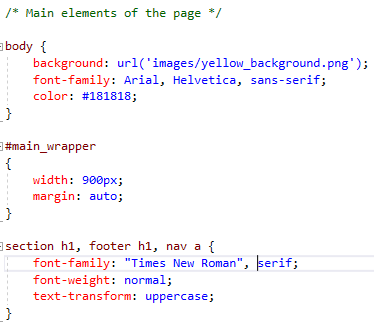 /* Main elements of the page */
body {
background: url('images/yellow_background.png');
font-family: Arial, Helvetica, sans-serif;
color: #181818;
}
#main_wrapper
{
width: 900px;
margin: auto;
}
section h1, footer h1, nav a {
font-family: "Times New Roman", serif;
font-weight: normal;
text-transform: uppercase;
}